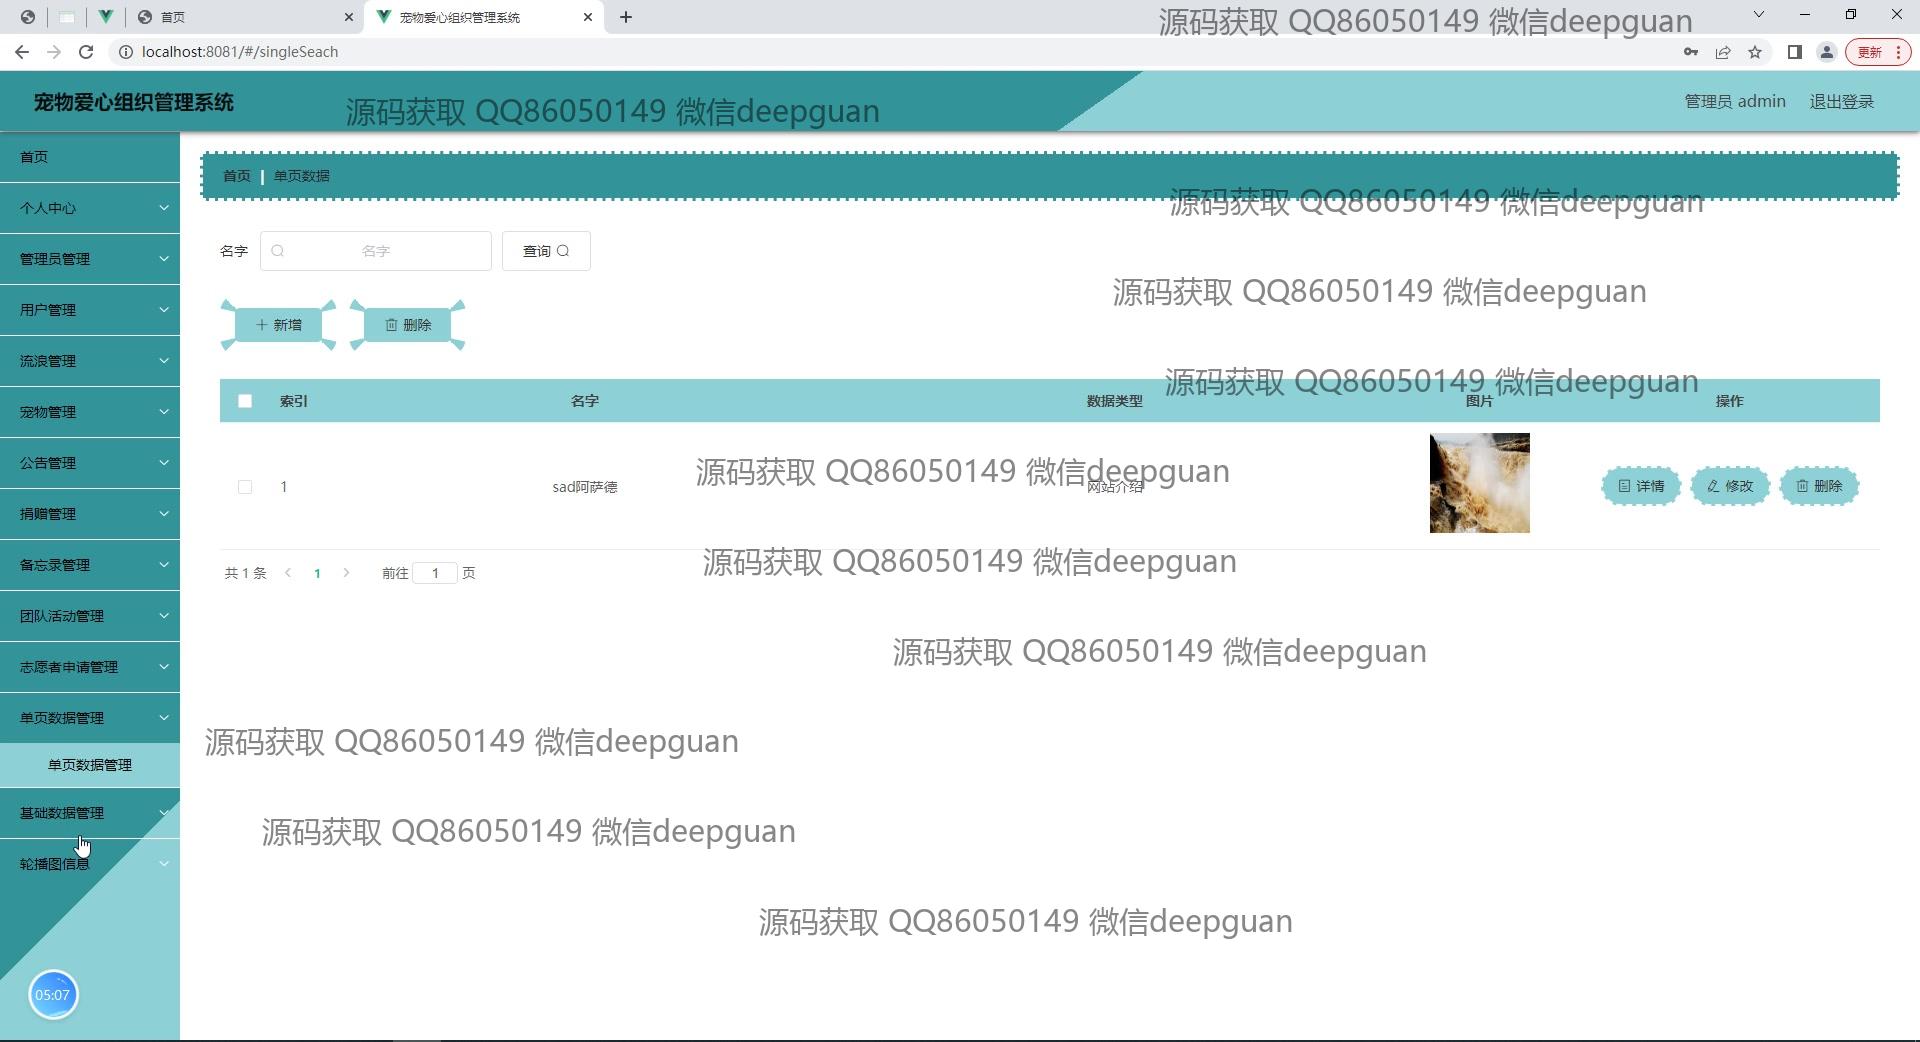 首页
宠物爱心组织管理系统
源码获取 QQ86050149 微信deepguan
localhost:8081/#/singleSeach
更新
宠物爱心组织管理系统
源码获取 QQ86050149 微信deepguan
管理员 admin 退出登录
首页
个人中心
管理员管理
用户管理
流浪管理
宠物管理
公告管理
捐赠管理
备忘录管理
团队活动管理
志愿者申请管理
单页数据管理
单页数据管理
基础数据管理
轮播图信息
05:07
首页 | 单页数据
源码获取 QQ86050149 微信deepguan
名字 名字 查询
源码获取 QQ86050149 微信deepguan
新增 删除
源码获取 QQ86050149 微信deepguan
索引 名字 数据类型 图片 操作
源码获取 QQ86050149 微信deepguan
1 sad阿萨德 网站介绍 详情 修改 删除
源码获取 QQ86050149 微信deepguan
共 1 条 1 前往 1 页
源码获取 QQ86050149 微信deepguan
源码获取 QQ86050149 微信deepguan
源码获取 QQ86050149 微信deepguan
源码获取 QQ86050149 微信deepguan